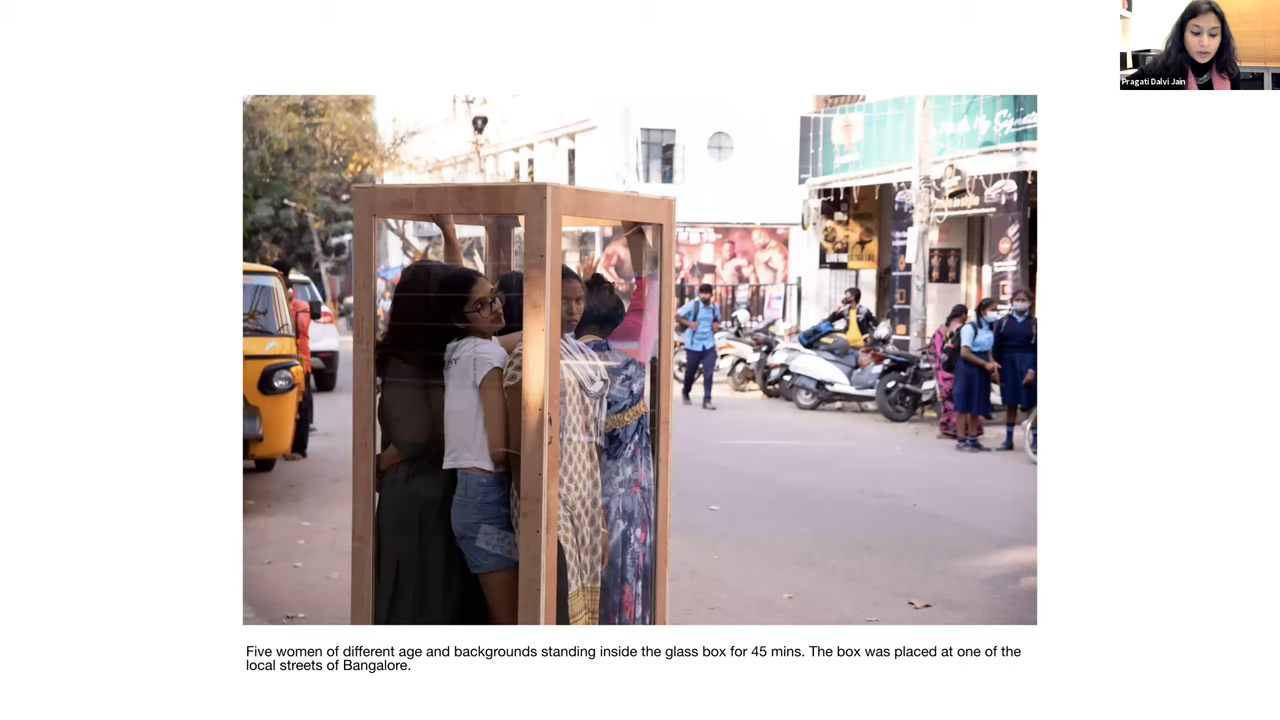 Pragati Dalvi Jain
Five women of different age and backgrounds standing inside the glass box for 45 mins. The box was placed at one of the
local streets of Bangalore.